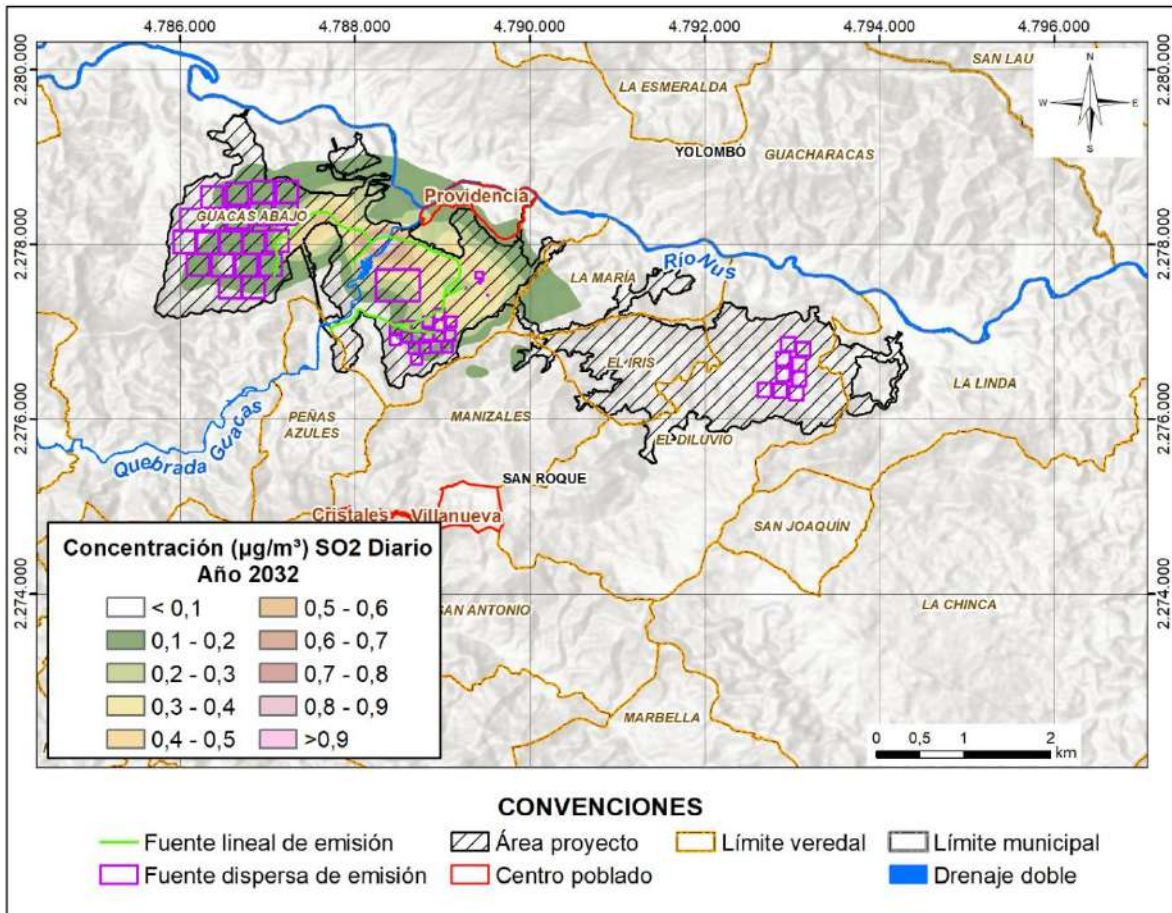 4.786.000 4.788.000 4.790.000 4.792.000 4.794.000 4.796.000
2.280.000 2.280.000
SAN LAU
LA ESMERALDA
N
W E
S
YOLOMBÓ GUACHARACAS
Providencia
GUACAS ABAJO
2.278.000 2.278.000
Río Nus
LA MARÍA
EL IRIS
LA LINDA
2.276.000 2.276.000
PEÑAS
AZULES
MANIZALES
EL DILUVIO
Quebrada Guacas
SAN ROQUE
Cristales Villanueva
SAN JOAQUÍN
Concentración (µg/m³) SO2 Diario
Año 2032
< 0,1 0,5 - 0,6
0,1 - 0,2 0,6 - 0,7
0,2 - 0,3 0,7 - 0,8
0,3 - 0,4 0,8 - 0,9
0,4 - 0,5 >0,9
2.274.000 2.274.000
SAN ANTONIO
LA CHINCA
MARBELLA
0 0,5 1 2
km
CONVENCIONES
Fuente lineal de emisión Área proyecto Límite veredal Límite municipal
Fuente dispersa de emisión Centro poblado Drenaje doble